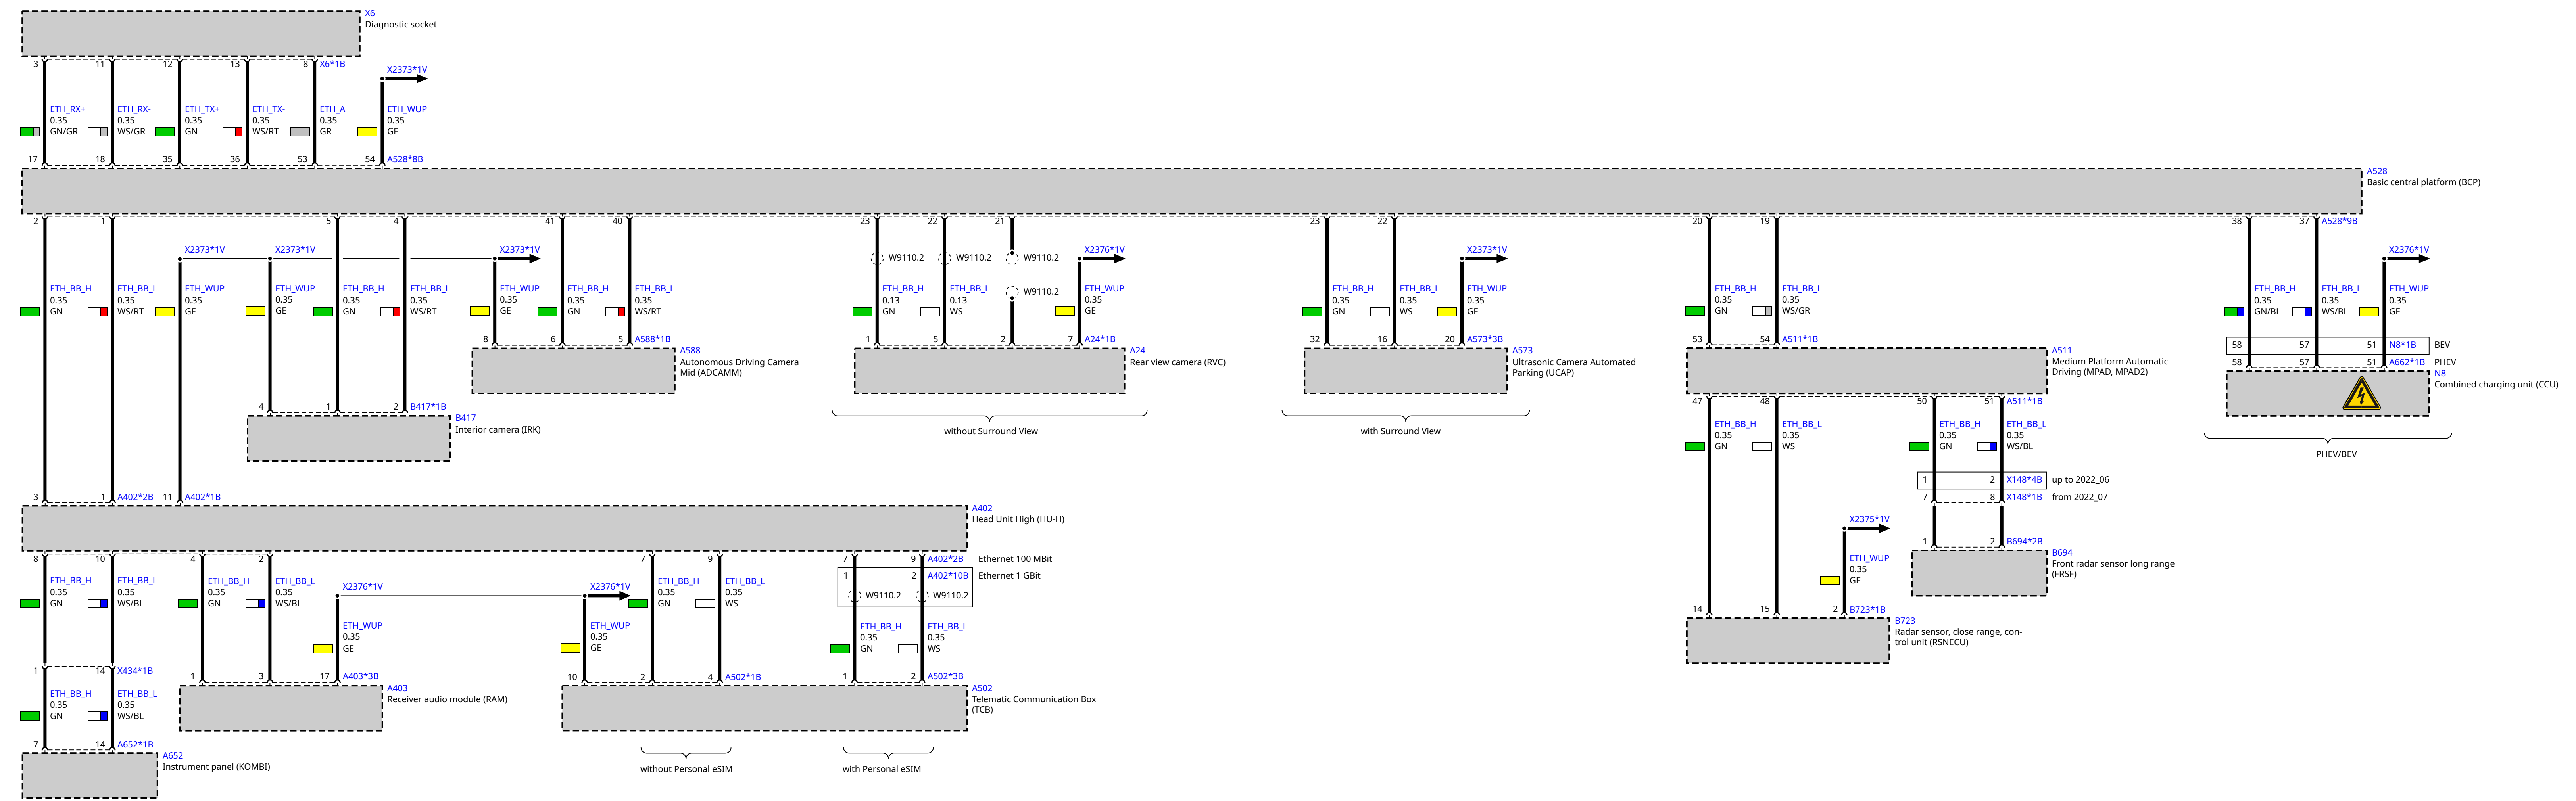 X6
Diagnostic socket
3 11 12 13 8 X6*1B
X2373*1V
ETH_RX+ ETH_RX- ETH_TX+ ETH_TX- ETH_A ETH_WUP
0.35 0.35 0.35 0.35 0.35 0.35
GN/GR WS/GR GN WS/RT GR GE
17 18 35 36 53 54 A528*8B
A528
Basic central platform (BCP)
2 1 5 4 41 40 23 22 21 23 22 20 19 38 37 A528*9B
X2373*1V X2373*1V X2373*1V X2376*1V X2373*1V X2376*1V
W9110.2 W9110.2 W9110.2
W9110.2
ETH_BB_H ETH_BB_L ETH_WUP ETH_WUP ETH_BB_H ETH_BB_L ETH_WUP ETH_BB_H ETH_BB_L ETH_BB_H ETH_BB_L ETH_WUP ETH_BB_H ETH_BB_L ETH_WUP ETH_BB_H ETH_BB_L ETH_BB_H ETH_BB_L ETH_WUP
0.35 0.35 0.35 0.35 0.35 0.35 0.35 0.35 0.35 0.13 0.13 0.35 0.35 0.35 0.35 0.35 0.35 0.35 0.35 0.35
GN WS/RT GE GE GN WS/RT GE GN WS/RT GN WS GE GN WS GE GN WS/GR GN/BL WS/BL GE
8 6 5 A588*1B 1 5 2 7 A24*1B 32 16 20 A573*3B 53 54 A511*1B
58 57 51 N8*1B BEV
58 57 51 A662*1B PHEV
A588
Autonomous Driving Camera
Mid (ADCAMM)
A24
Rear view camera (RVC)
A573
Ultrasonic Camera Automated
Parking (UCAP)
A511
Medium Platform Automatic
Driving (MPAD, MPAD2)
N8
Combined charging unit (CCU)
4 1 2 B417*1B
B417
Interior camera (IRK)
without Surround View
with Surround View
PHEV/BEV
47 48 50 51 A511*1B
ETH_BB_H ETH_BB_L ETH_BB_H ETH_BB_L
0.35 0.35 0.35 0.35
GN WS GN WS/BL
1 2 X148*4B up to 2022_06
7 8 X148*1B from 2022_07
3 1 A402*2B 11 A402*1B
A402
Head Unit High (HU-H)
X2375*1V
1 2 B694*2B
B694
Front radar sensor long range
(FRSF)
ETH_WUP
0.35
GE
14 15 2 B723*1B
B723
Radar sensor, close range, con-
trol unit (RSNECU)
8 10 4 2 7 9 7 9 A402*2B Ethernet 100 MBit
1 2 A402*10B Ethernet 1 GBit
W9110.2 W9110.2
X2376*1V X2376*1V
ETH_BB_H ETH_BB_L ETH_BB_H ETH_BB_L ETH_BB_H ETH_BB_L
0.35 0.35 0.35 0.35 0.35 0.35
GN WS/BL GN WS/BL GN WS
ETH_WUP ETH_WUP ETH_BB_H ETH_BB_L
0.35 0.35 0.35 0.35
GE GE GN WS
1 14 X434*1B 1 3 17 A403*3B 10 2 4 A502*1B 1 2 A502*3B
A403
Receiver audio module (RAM)
A502
Telematic Communication Box
(TCB)
ETH_BB_H ETH_BB_L
0.35 0.35
GN WS/BL
7 14 A652*1B
A652
Instrument panel (KOMBI)
without Personal eSIM
with Personal eSIM